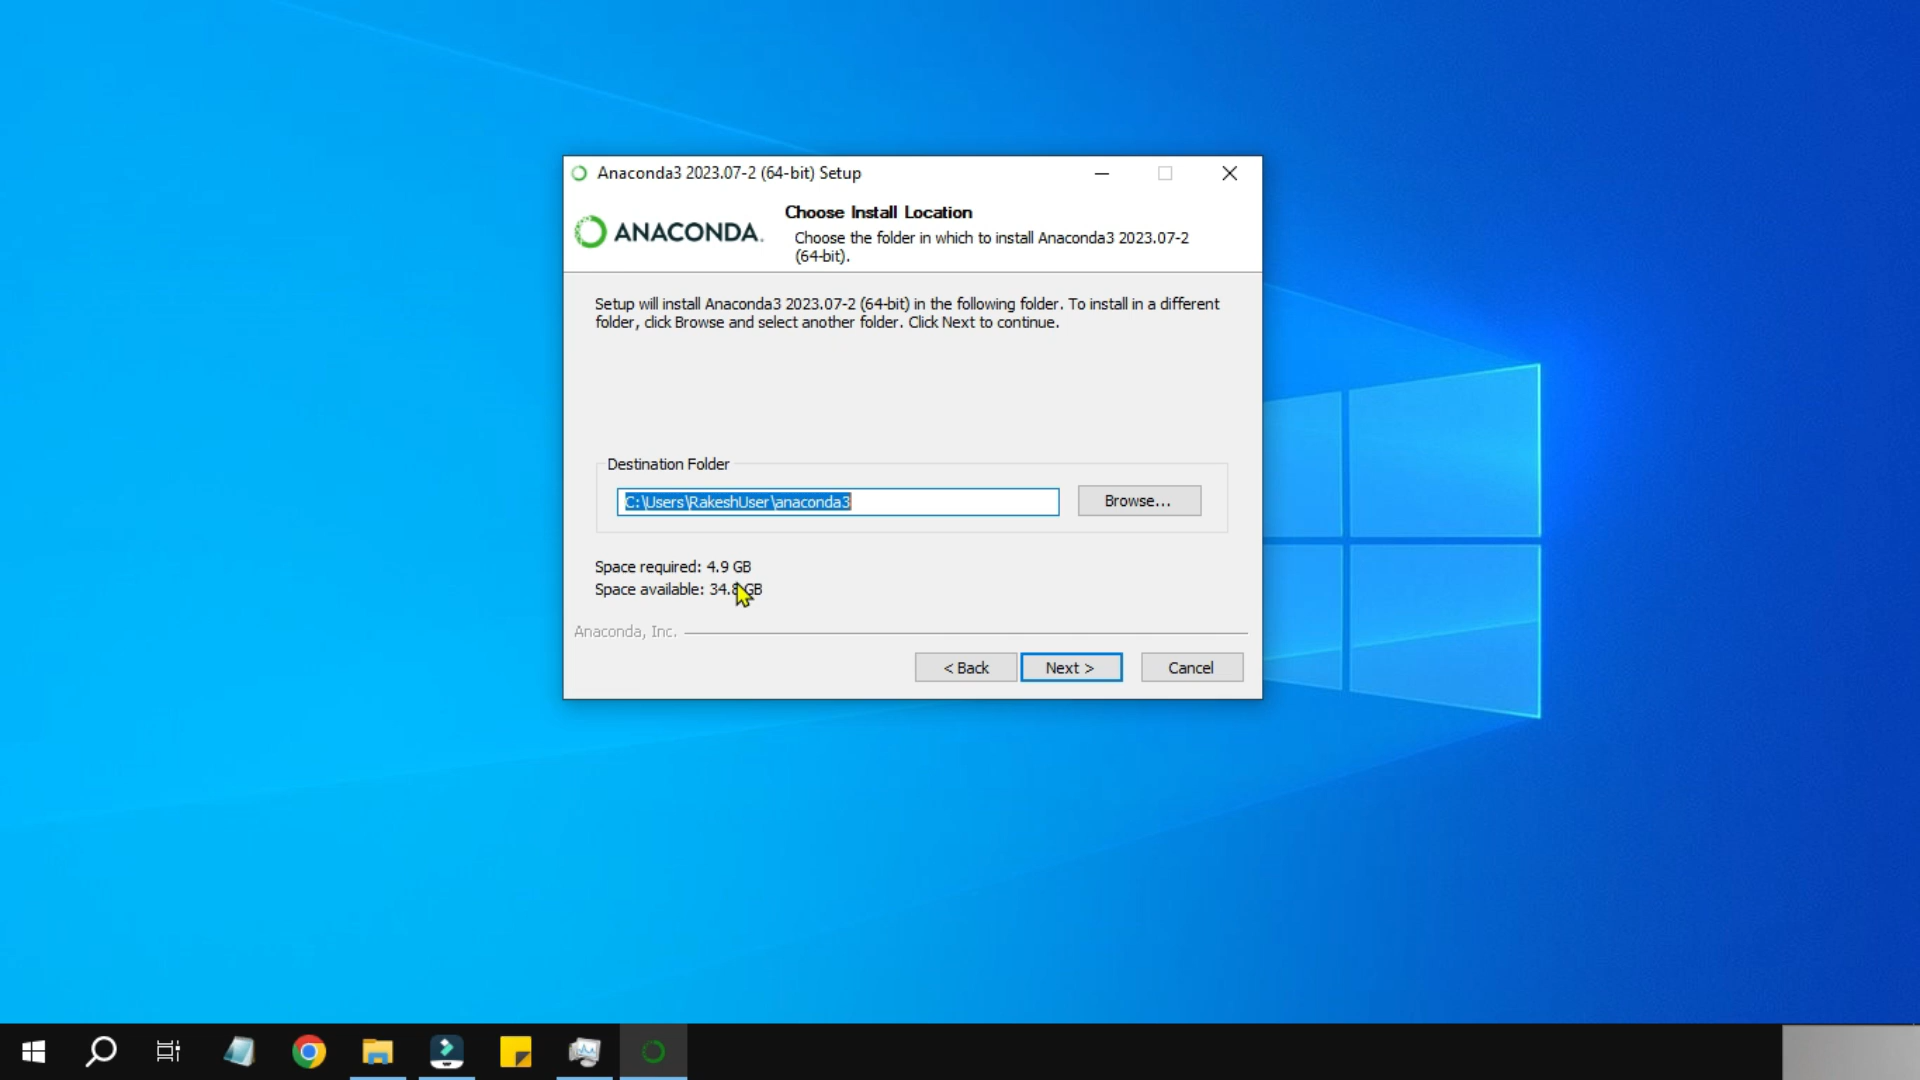 Anaconda3 2023.07-2 (64-bit) Setup
ANACONDA.
Choose Install Location
Choose the folder in which to install Anaconda3 2023.07-2
(64-bit).
Setup will install Anaconda3 2023.07-2 (64-bit) in the following folder. To install in a different
folder, click Browse and select another folder. Click Next to continue.
Destination Folder
C:\Users\RakeshUser\anaconda3
Browse...
Space required: 4.9 GB
Space available: 34.8 GB
Anaconda, Inc.
< Back
Next >
Cancel